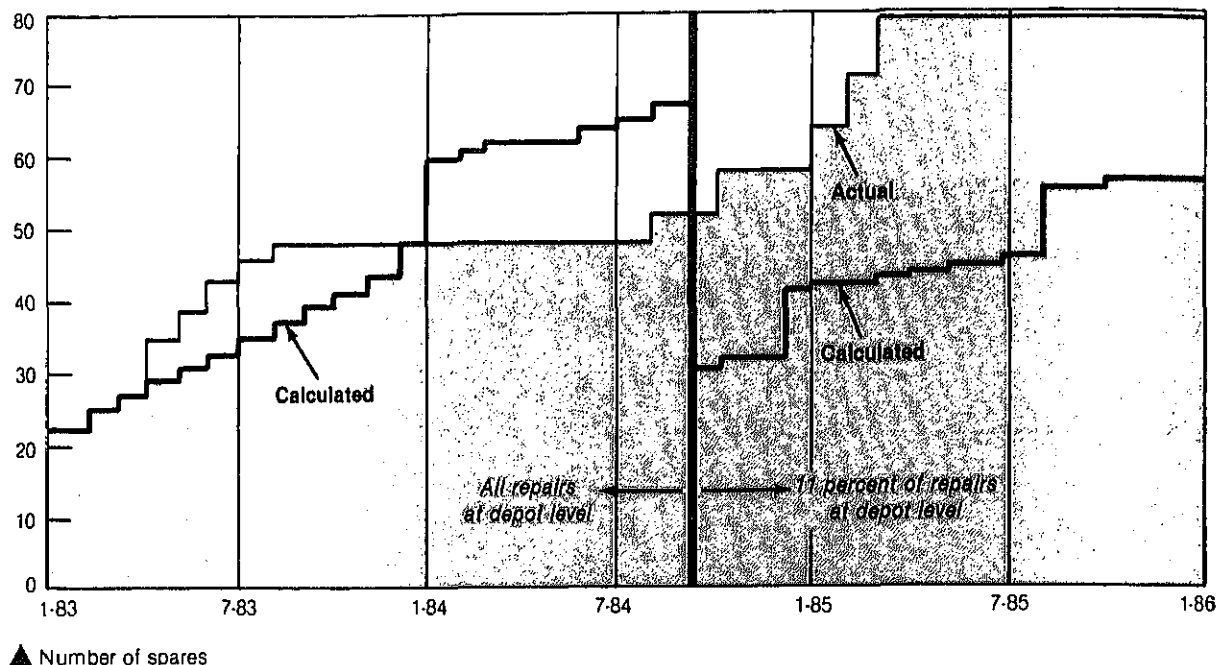 80
70
60
50
40
30
20
10
0
Actual
Calculated
Calculated
All repairs
at depot level
11 percent of repairs
at depot level
1-83
7-83
1-84
7-84
1-85
7-85
1-86
▲ Number of spares